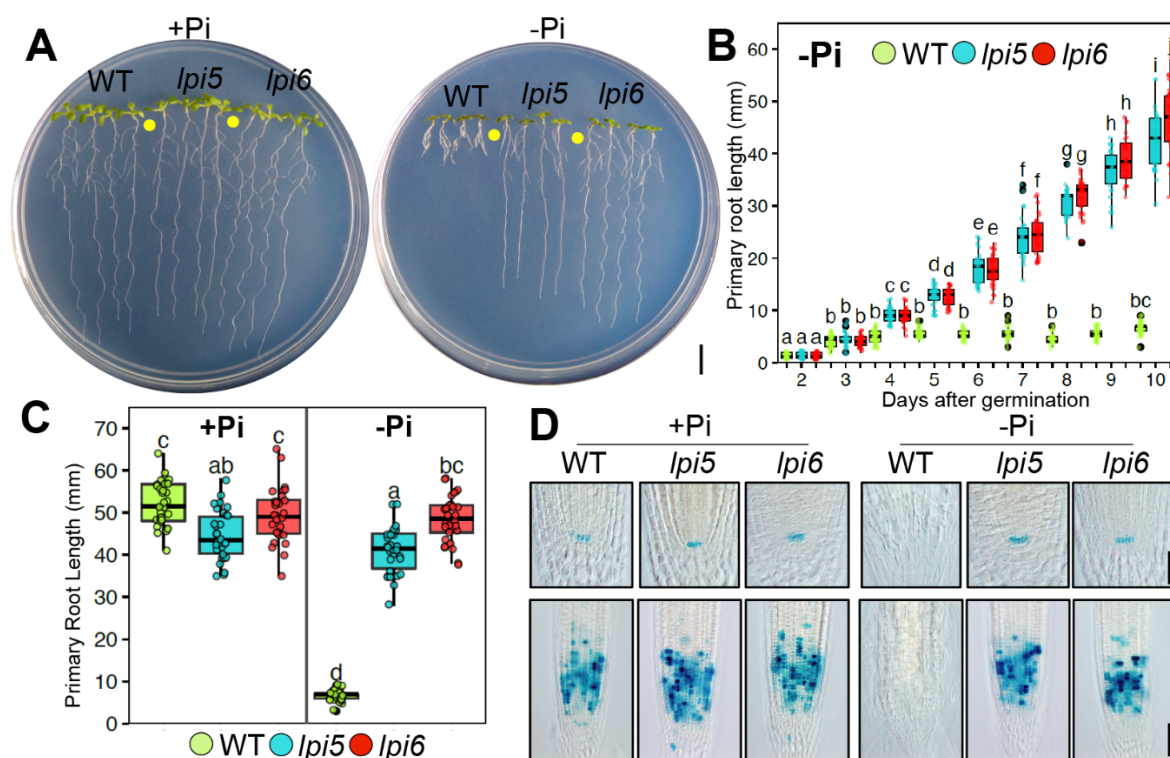 A
+Pi
-Pi
WT
lpi5
lpi6
WT
lpi5
lpi6
B
-Pi
WT
lpi5
lpi6
Primary root length (mm)
60
50
40
30
20
10
0
a a a
b b b
b c c
b d d
b e e
b f f
b g g
b h h
bc i
2 3 4 5 6 7 8 9 10
Days after germination
C
+Pi
-Pi
Primary Root Length (mm)
70
60
50
40
30
20
10
0
c ab c d a bc
WT
lpi5
lpi6
D
+Pi
-Pi
WT lpi5 lpi6 WT lpi5 lpi6